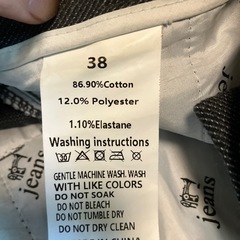 38
86.90%Cotton
12.0% Polyester
1.10%Elastane
Washing instructions
GENTLE MACHINE WASH. WASH
WITH LIKE COLORS
DO NOT SOAK
DO NOT BLEACH
DO NOT TUMBLE DRY
DO NOT DRY CLEAN
CHINA
jeans
jeans